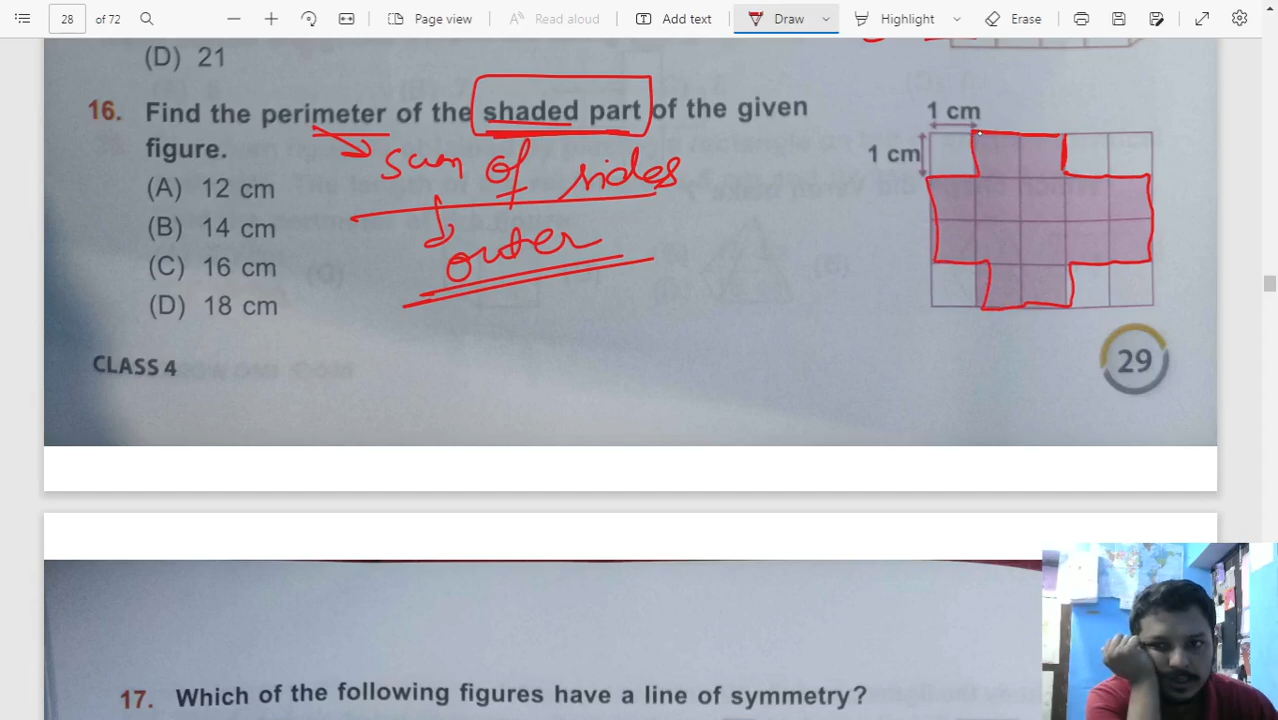 28 of 72
Page view
Read aloud
Add text
Draw
Highlight
Erase
(D) 21
16. Find the perimeter of the shaded part of the given
figure.
(A) 12 cm
(B) 14 cm
(C) 16 cm
(D) 18 cm
sum of sides
outer
1 cm
1 cm
CLASS 4
29
17. Which of the following figures have a line of symmetry?